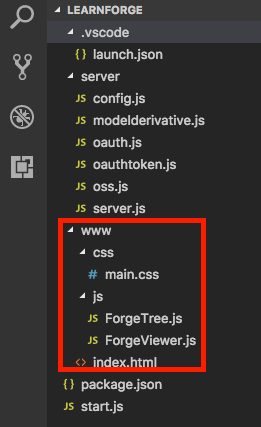 LEARNFORGE
.vscode
{} launch.json
server
JS config.js
JS modelderivative.js
JS oauth.js
JS oauthtoken.js
JS oss.js
JS server.js
www
css
# main.css
js
JS ForgeTree.js
JS ForgeViewer.js
<> index.html
{} package.json
JS start.js